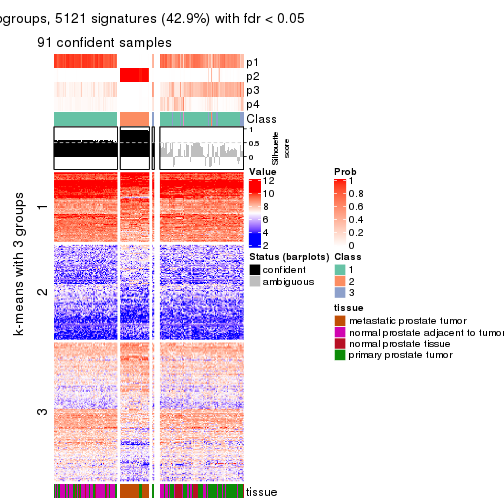 ogroups, 5121 signatures (42.9%) with fdr < 0.05
91 confident samples
p1
p2
p3
p4
Class
1
0.5
0
Silhouette
score
k-means with 3 groups
1
2
3
Value
12
10
8
6
4
2
Prob
1
0.8
0.6
0.4
0.2
0
Status (barplots)
confident
ambiguous
Class
1
2
3
tissue
metastatic prostate tumor
normal prostate adjacent to tumor
normal prostate tissue
primary prostate tumor
tissue